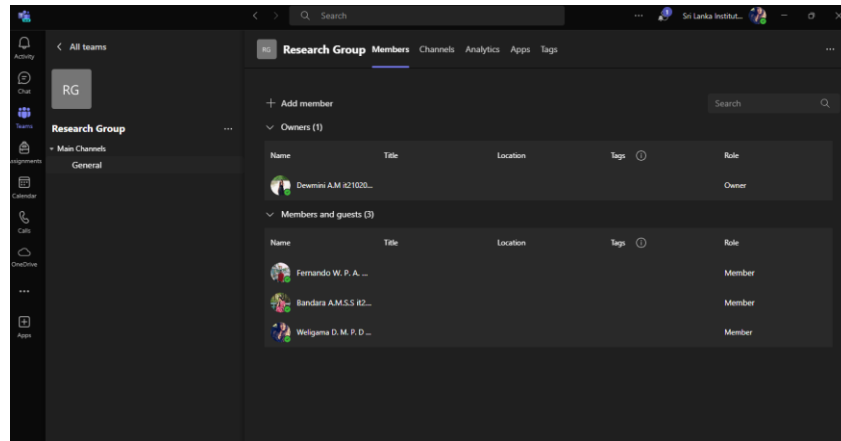 Search
Sri Lanka Institut...
Activity
Chat
Teams
ssignments
Calendar
Calls
OneDrive
Apps
All teams
RG
Research Group
Main Channels
General
RG Research Group Members Channels Analytics Apps Tags
Add member
Search
Owners (1)
Name Title Location Tags Role
Dewmini A.M it21020... Owner
Members and guests (3)
Name Title Location Tags Role
Fernando W. P. A. ... Member
Bandara A.M.S.S it2... Member
Weligama D. M. P. D ... Member